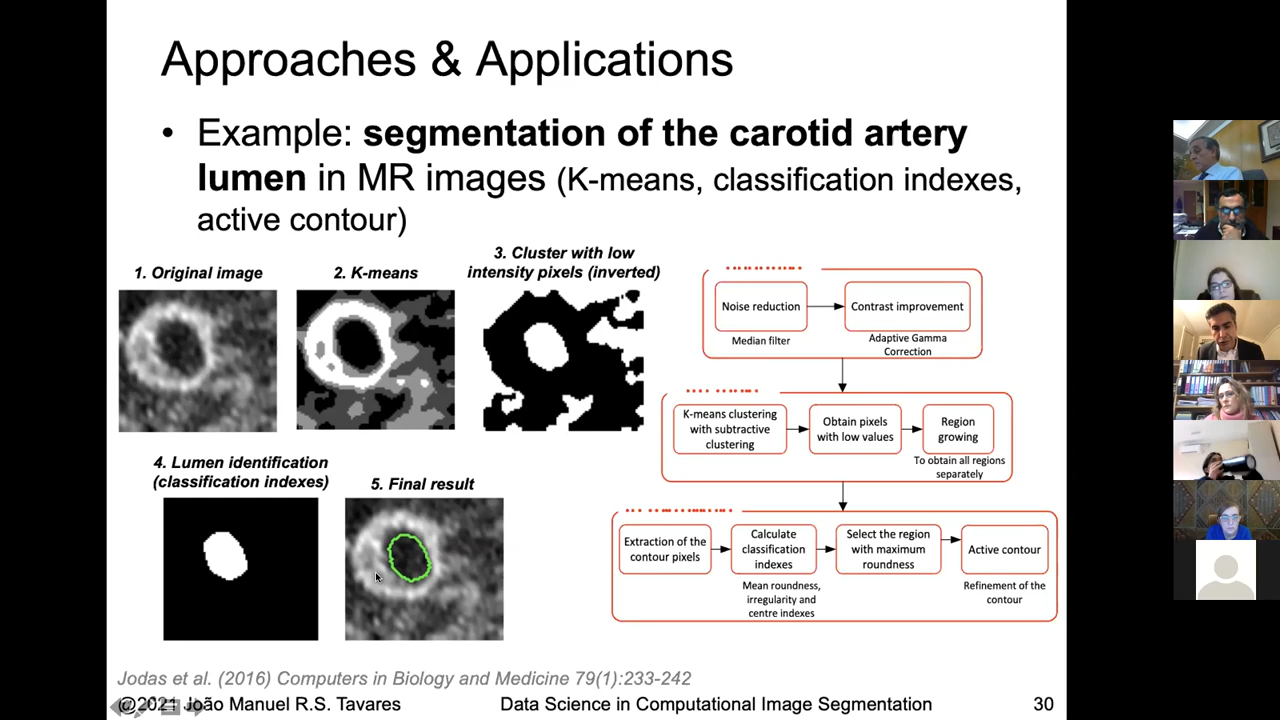 Approaches & Applications
• Example: segmentation of the carotid artery
lumen in MR images (K-means, classification indexes,
active contour)
1. Original image
2. K-means
3. Cluster with low
intensity pixels (inverted)
4. Lumen identification
(classification indexes)
5. Final result
Noise reduction
Contrast improvement
Median filter
Adaptive Gamma
Correction
K-means clustering
with subtractive
clustering
Obtain pixels
with low values
Region
growing
To obtain all regions
separately
Extraction of the
contour pixels
Calculate
classification
indexes
Select the region
with maximum
roundness
Active contour
Mean roundness,
irregularity and
centre indexes
Refinement of the
contour
Jodas et al. (2016) Computers in Biology and Medicine 79(1):233-242
©2021 João Manuel R.S. Tavares
Data Science in Computational Image Segmentation
30